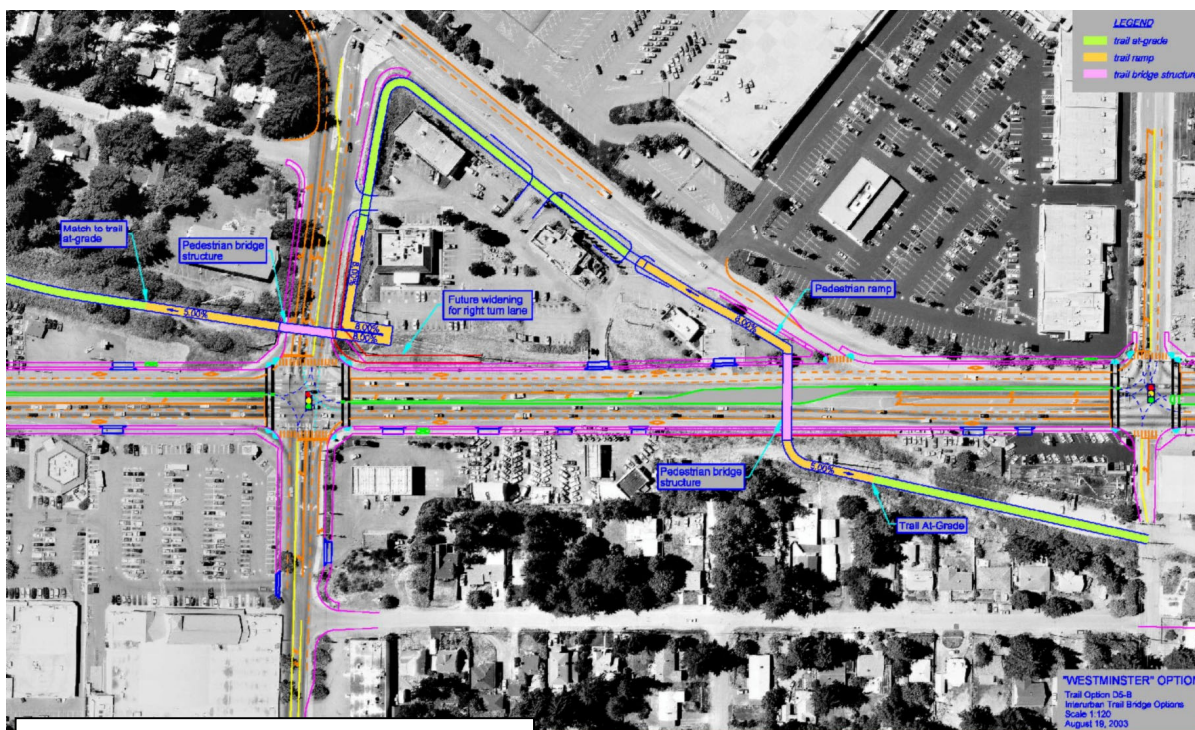 LEGEND
trail at-grade
trail ramp
trail bridge structure
Match to trail
at-grade
Pedestrian bridge
structure
5.00%
8.00%
8.00%
8.00%
Future widening
for right turn lane
Pedestrian ramp
8.00%
Pedestrian bridge
structure
5.00%
Trail At-Grade
"WESTMINSTER" OPTION
Trail Option D5-B
Interurban Trail Bridge Options
Scale 1:120
August 19, 2003